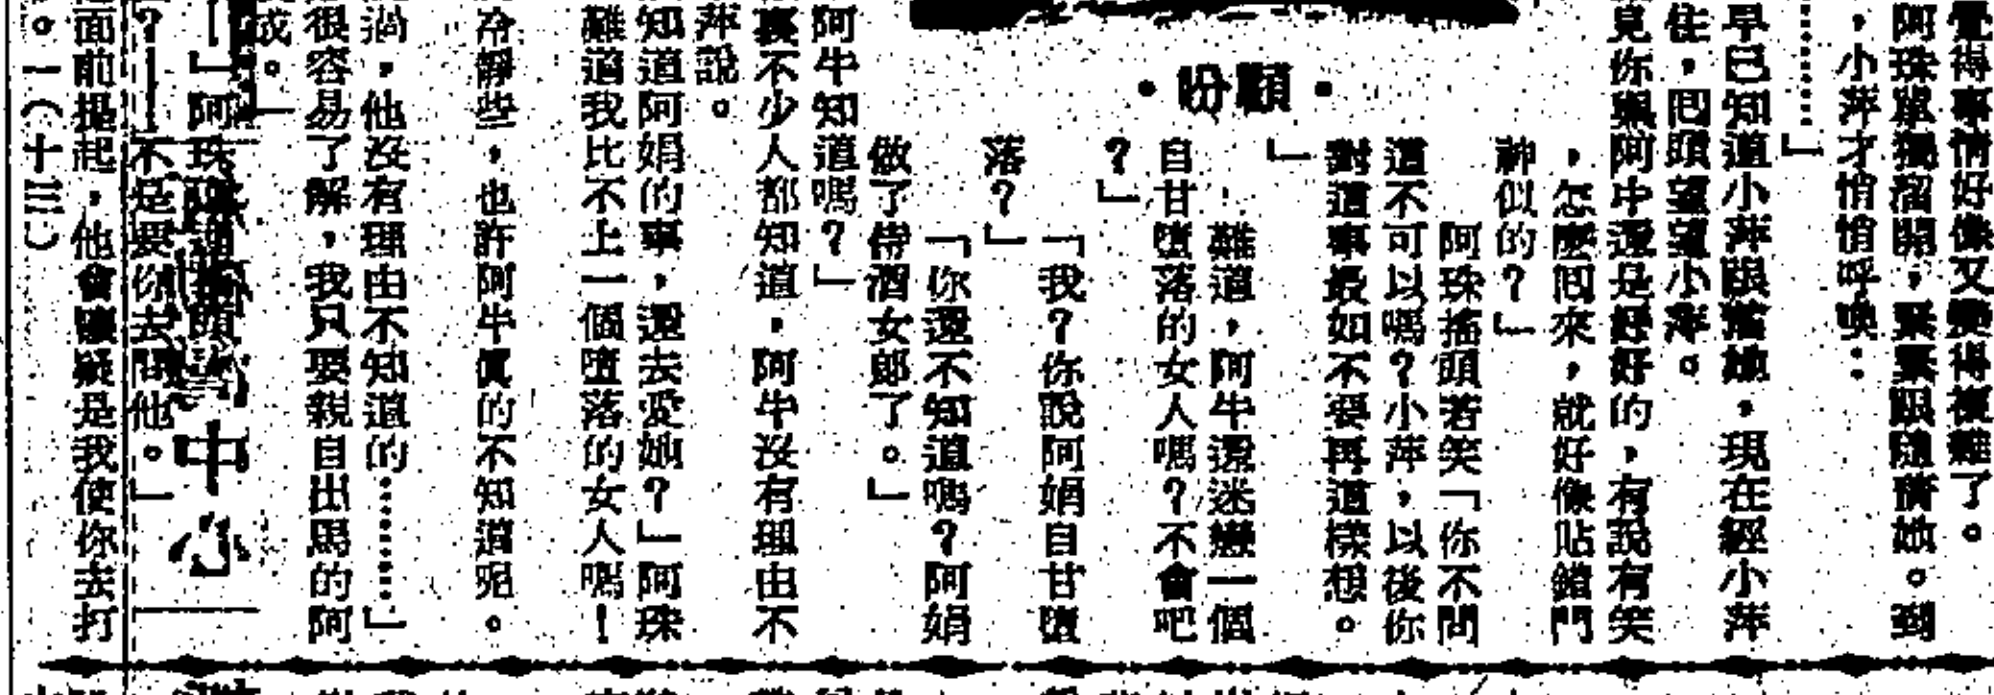 覺得事情好像又變得複雜了。
阿珠單獨溜開,緊緊跟隨着她。到
,小萍才悄悄呼喚:
…………」
早已知道小萍跟着她,現在經小萍
住,回頭望望小萍。
見你與阿中還是好好的,有說有笑
,怎麼回來,就好像貼錯門
神似的?」
阿珠搖頭若笑「你不問
道不可以嗎?小萍,以後你
對這事最如不要再這樣想。
」
難道,阿牛還迷戀一個
自甘墮落的女人嗎?不會吧
?」
「我?你說阿娟自甘墮
落?」
「你還不知道嗎?阿娟
做了侍酒女郎了。」
・盼顧・
阿牛知道嗎?」
裏不少人都知道,阿牛沒有理由不
萍說。
知道阿娟的事,還去愛她?」阿珠
難道我比不上一個墮落的女人嗎!
冷靜些,也許阿牛真的不知道呢。
過,他沒有理由不知道的…………」
很容易了解,我只要親自出馬的阿
成。」
」阿珠
中心
?——不是要你去問他。」
面前提起,他會懷疑是我使你去打
。一(十三)